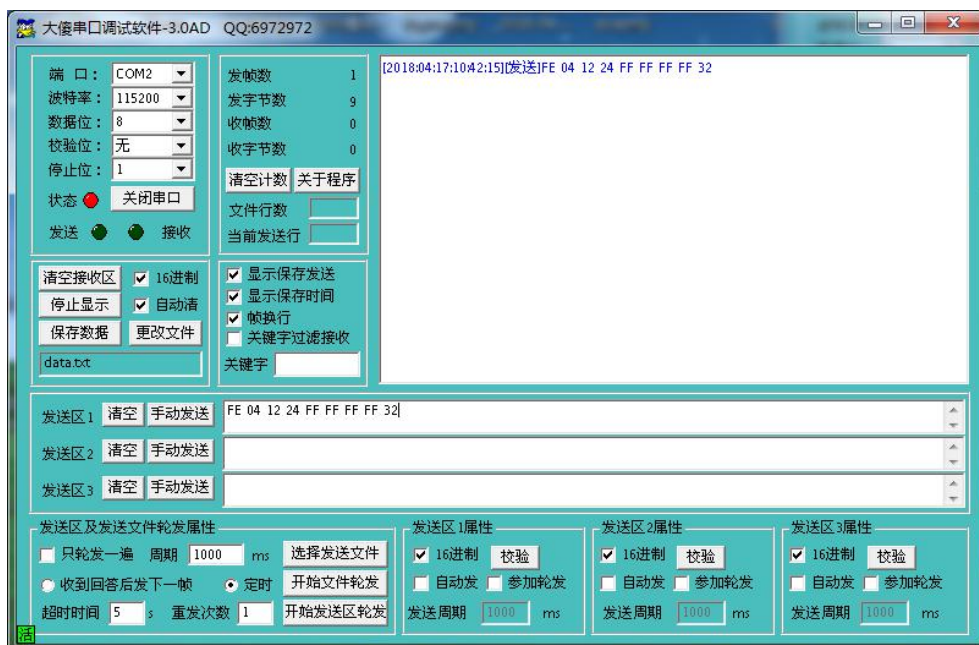 大傻串口调试软件-3.0AD QQ:6972972
端 口： COM2
波特率： 115200
数据位： 8
校验位： 无
停止位： 1
状态 关闭串口
发送 接收
发帧数 1
发字节数 9
收帧数 0
收字节数 0
清空计数 关于程序
文件行数
当前发送行
[2018:04:17:10:42:15][发送]FE 04 12 24 FF FF FF FF 32
清空接收区 16进制
停止显示 自动清
保存数据 更改文件
data.txt
显示保存发送
显示保存时间
帧换行
关键字过滤接收
关键字
发送区1 清空 手动发送 FE 04 12 24 FF FF FF FF 32
发送区2 清空 手动发送
发送区3 清空 手动发送
发送区及发送文件轮发属性
只轮发一遍 周期 1000 ms 选择发送文件
收到回答后发下一帧 定时 开始文件轮发
超时时间 5 s 重发次数 1 开始发送区轮发
发送区1属性
16进制 校验
自动发 参加轮发
发送周期 1000 ms
发送区2属性
16进制 校验
自动发 参加轮发
发送周期 1000 ms
发送区3属性
16进制 校验
自动发 参加轮发
发送周期 1000 ms
活